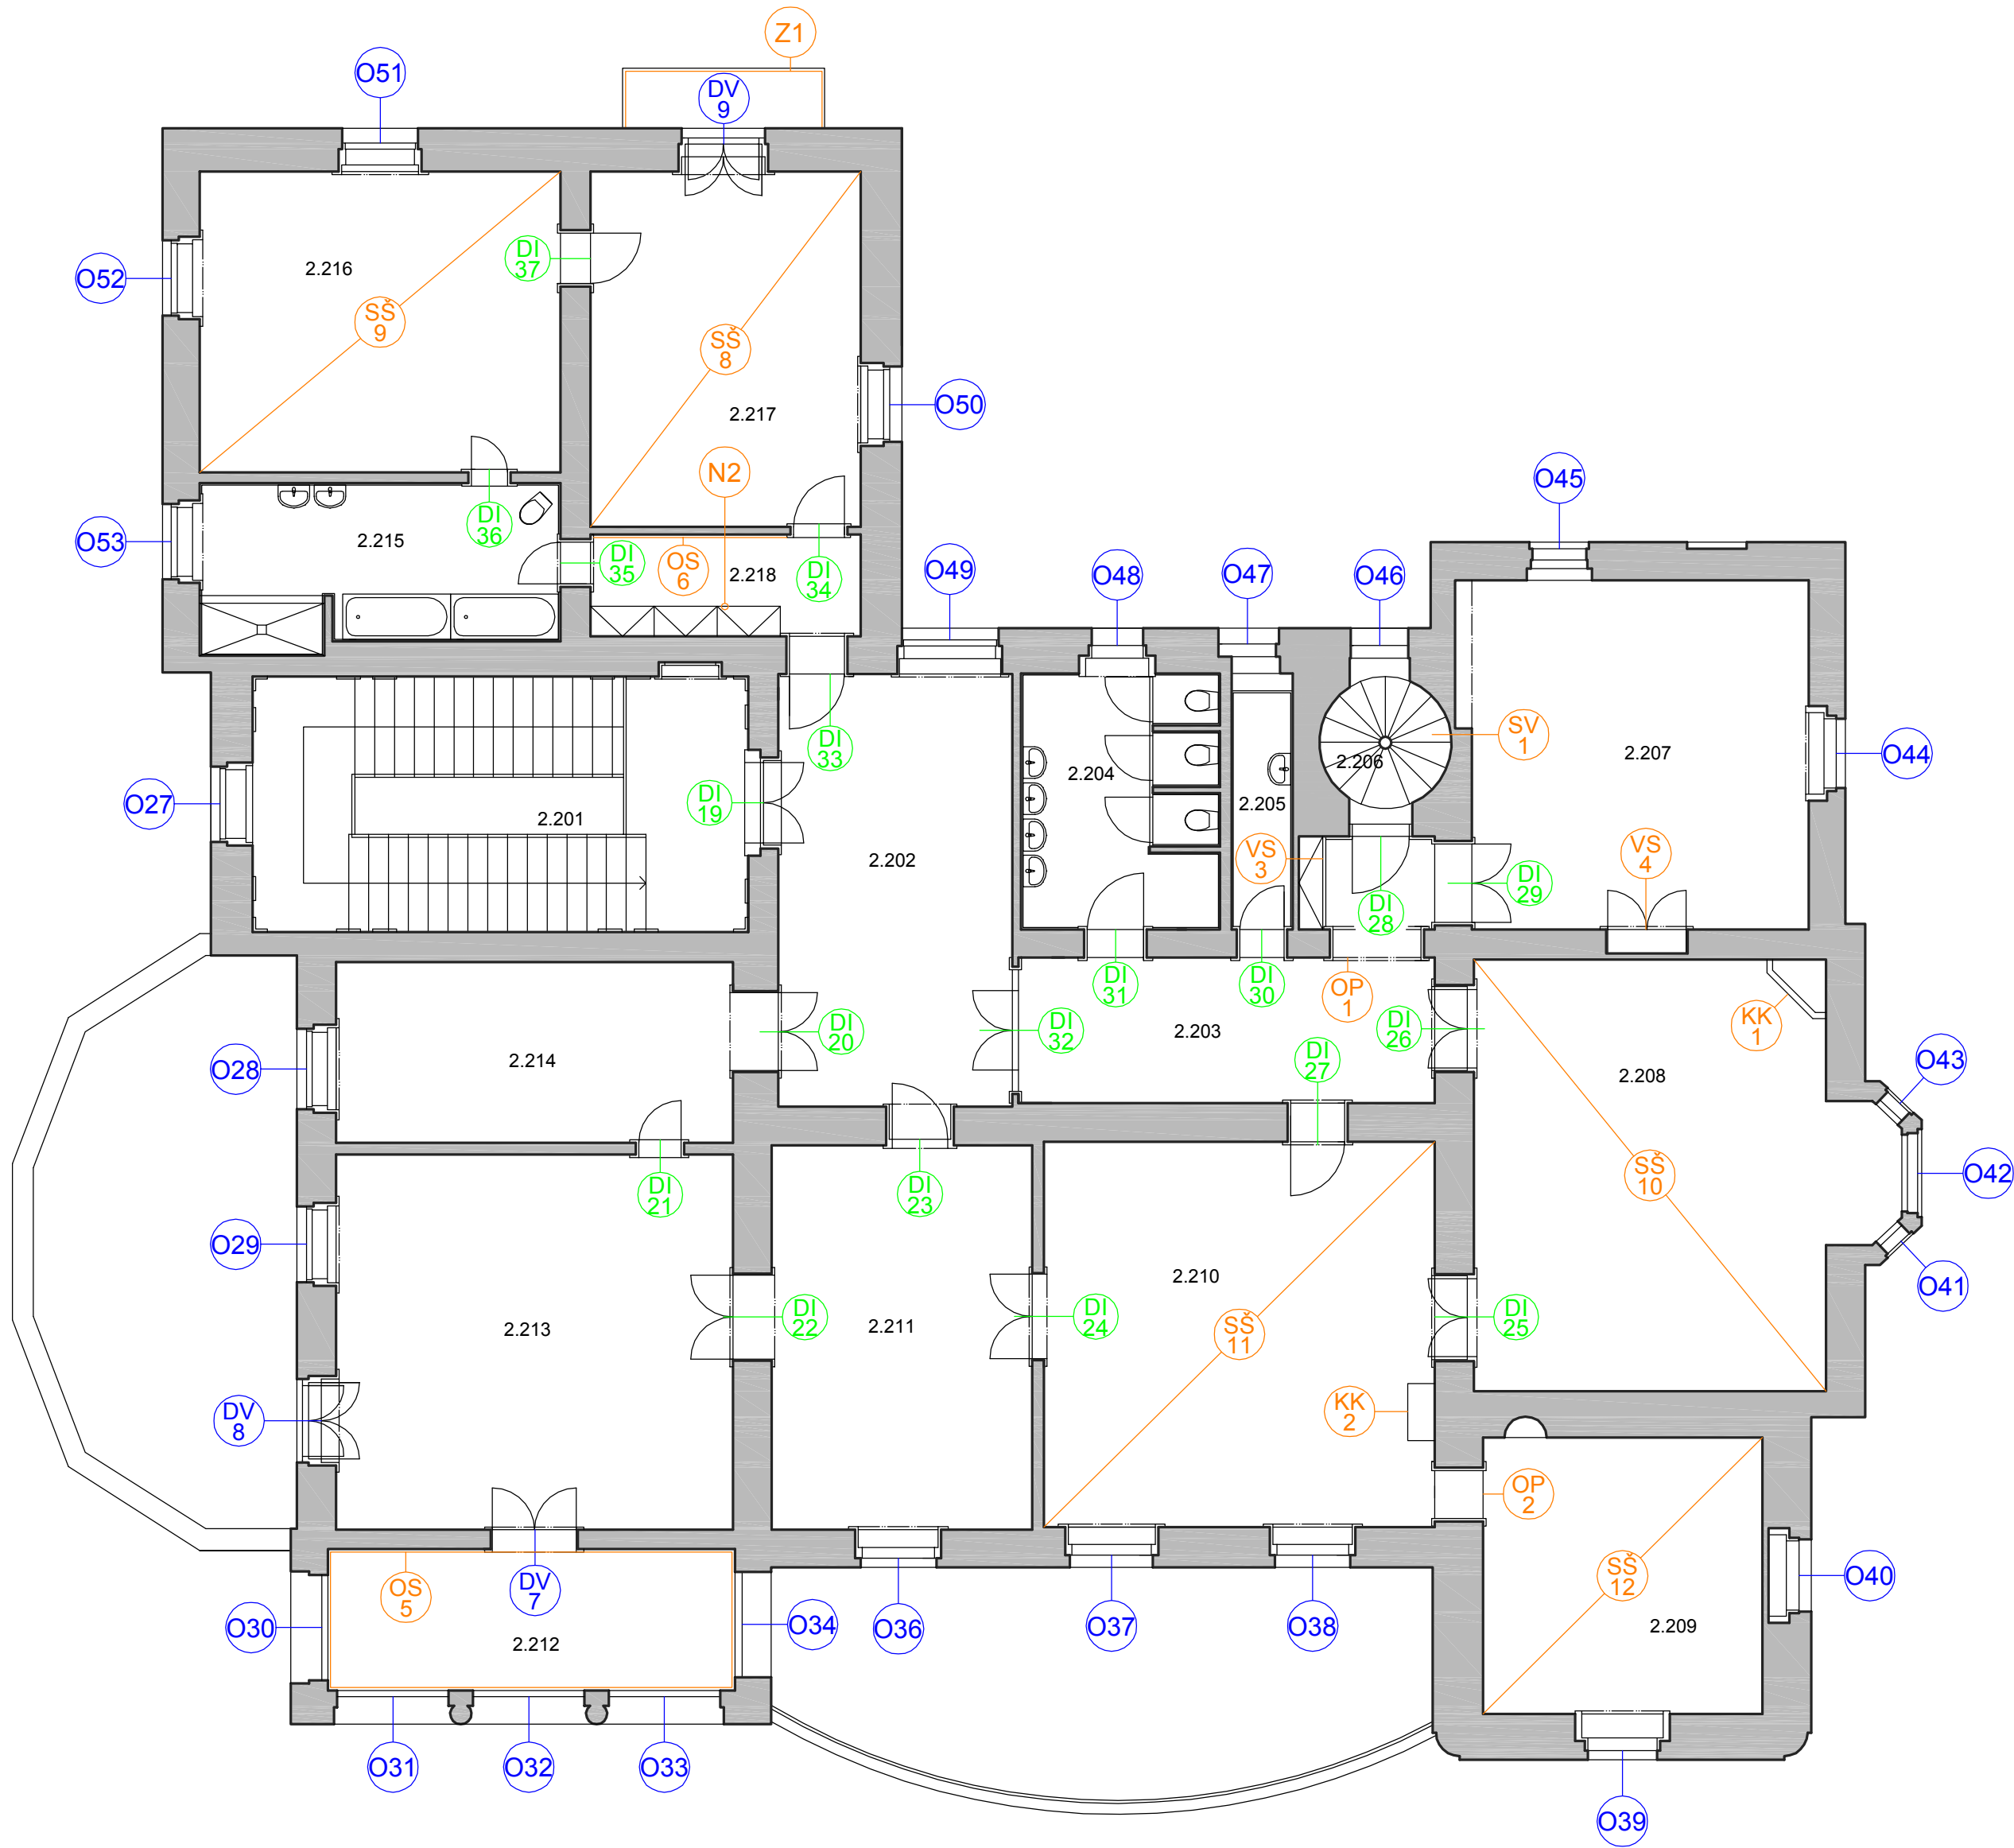 Z1
O51
DV
9
2.216
DI
37
O52
SŠ
9
SŠ
8
2.217
O50
N2
O45
O53
2.215
DI
36
DI
35
OS
6
2.218
DI
34
O49
O48
O47
O46
SV
1
2.207
O44
DI
33
2.206
2.204
2.205
O27
2.201
DI
19
2.202
VS
3
VS
4
DI
29
DI
28
DI
31
DI
30
OP
1
KK
1
DI
20
DI
32
2.203
DI
26
O28
2.214
DI
27
2.208
O43
O42
DI
21
DI
23
SŠ
10
O29
2.210
O41
2.213
DI
22
2.211
DI
24
SŠ
11
DI
25
DV
8
KK
2
OP
2
OS
5
DV
7
SŠ
12
O40
O30
2.212
O34
O36
O37
O38
2.209
O31
O32
O33
O39